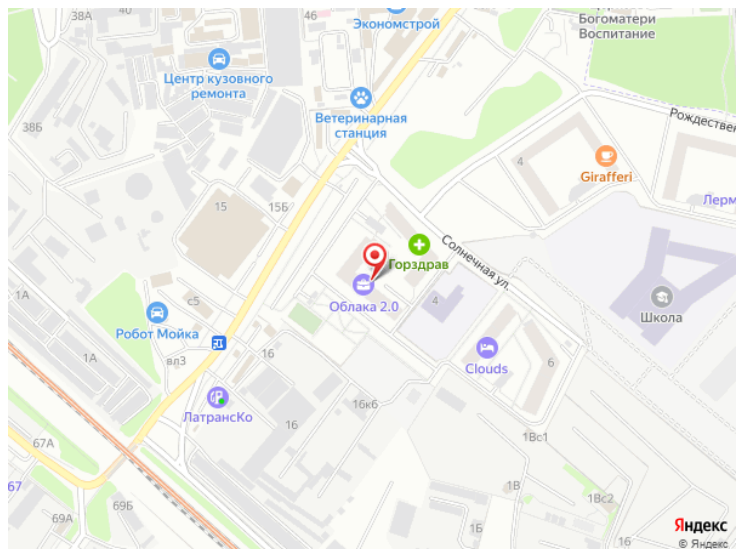 38А
40
46
Экономстрой
Богоматери
Воспитание
Центр кузовного
ремонта
38Б
Ветеринарная
станция
Рождествен
4
Girafferi
Лерм
15
15Б
Солнечная ул.
Горздрав
1А
с5
Облака 2.0
4
Школа
Робот Мойка
1А
вл3
16
Clouds
6
ЛатрансКо
16
16к6
67А
1Вс1
67
1В
1Вс2
69Б
69А
1Б
Яндекс
© Яндекс